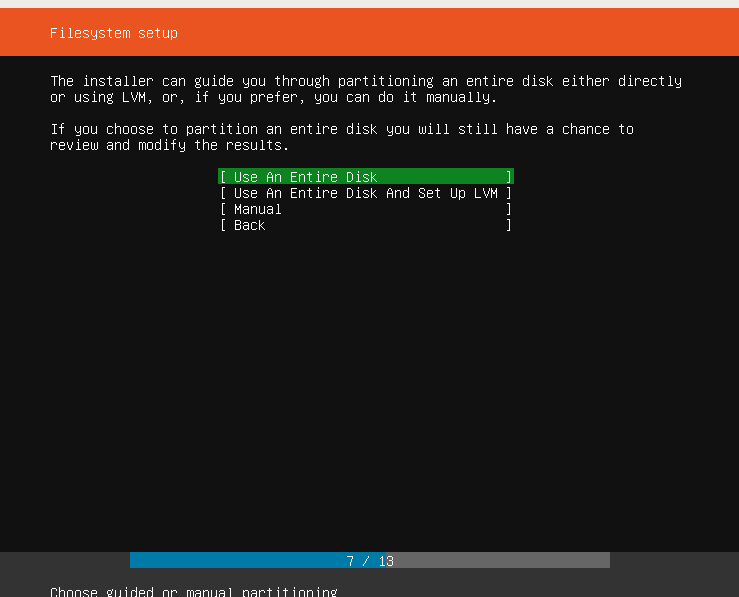 Filesystem setup
The installer can guide you through partitioning an entire disk either directly
or using LVM, or, if you prefer, you can do it manually.
If you choose to partition an entire disk you will still have a chance to
review and modify the results.
[ Use An Entire Disk ]
[ Use An Entire Disk And Set Up LVM ]
[ Manual ]
[ Back ]
7 / 13
Choose guided or manual partitioning